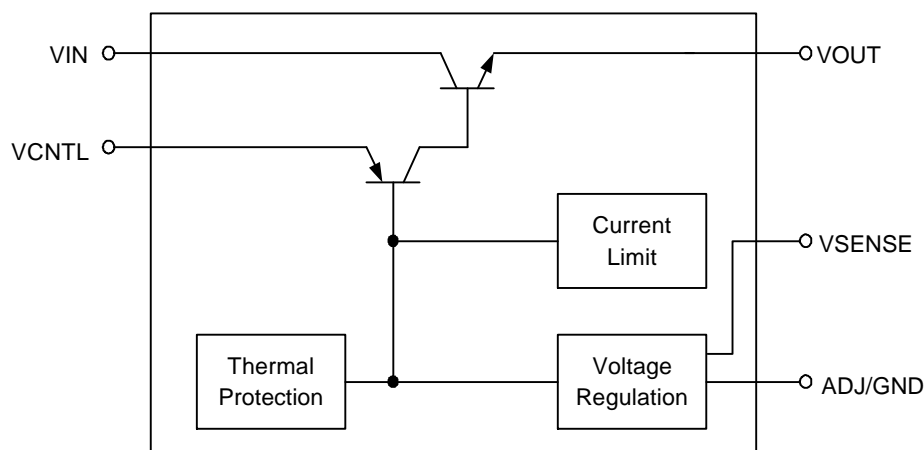 VIN
VOUT
VCNTL
Current
Limit
VSENSE
Thermal
Protection
Voltage
Regulation
ADJ/GND